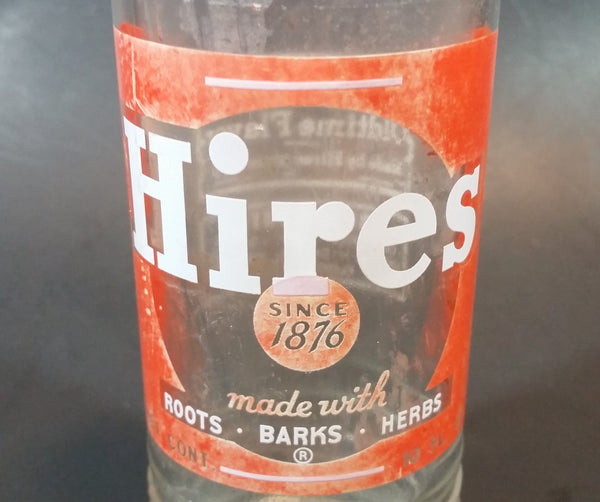 Hires
SINCE
1876
made with
ROOTS · BARKS · HERBS
®
CONT.